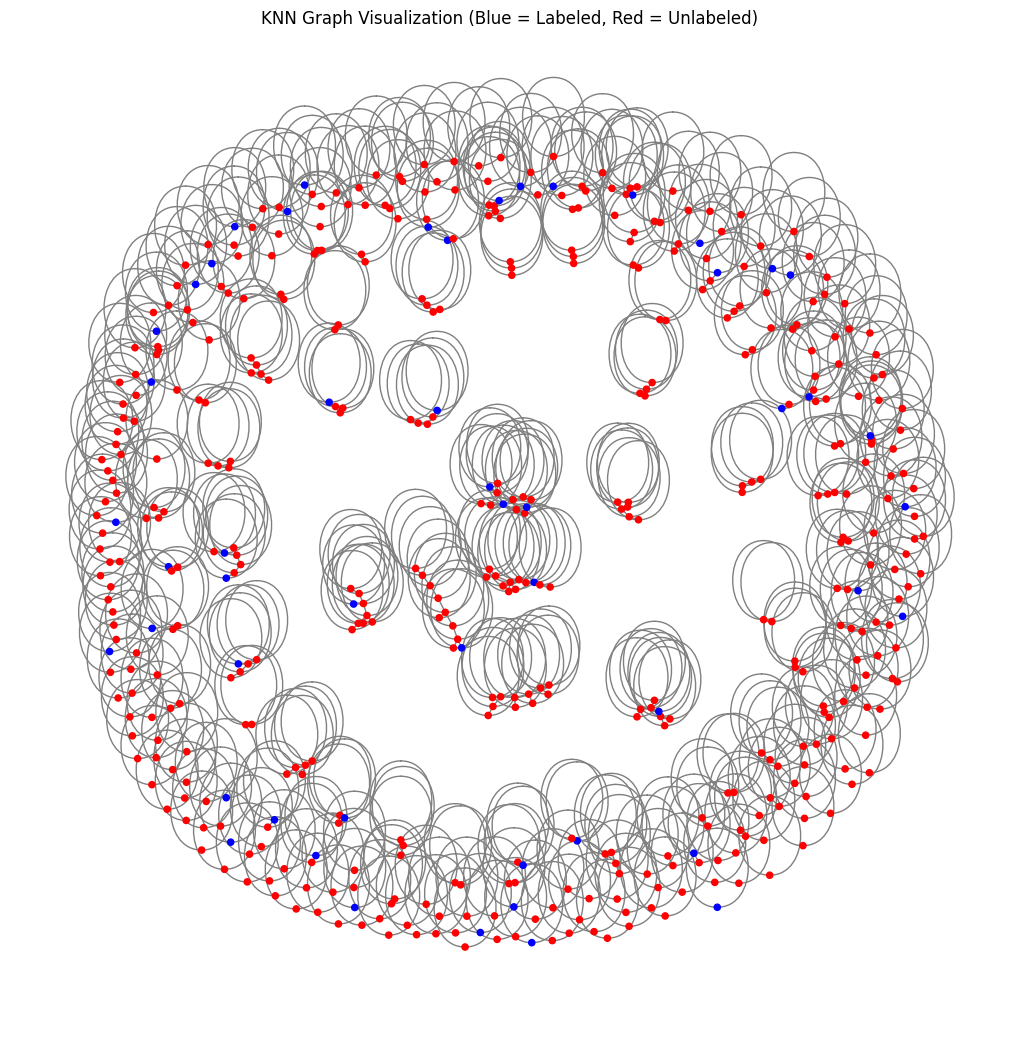 KNN Graph Visualization (Blue = Labeled, Red = Unlabeled)